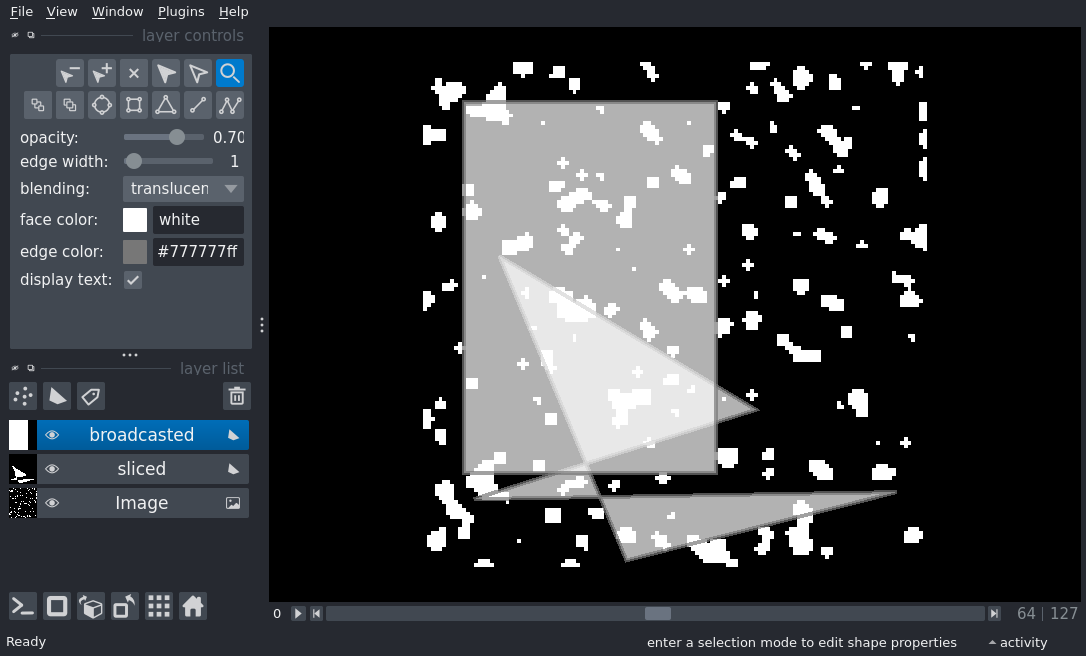 File View Window Plugins Help
layer controls
opacity: 0.70
edge width: 1
blending: translucen
face color: white
edge color: #777777ff
display text:
layer list
broadcasted
sliced
Image
0 64 127
Ready enter a selection mode to edit shape properties activity